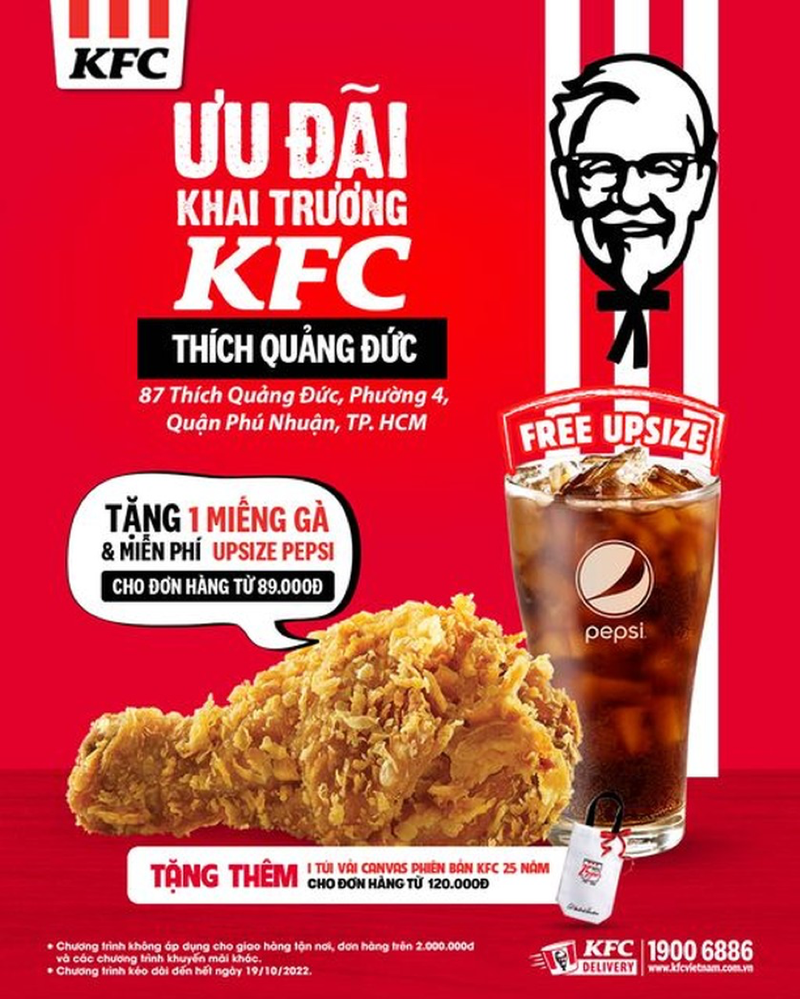 KFC
ƯU ĐÃI
KHAI TRƯƠNG
KFC
THÍCH QUẢNG ĐỨC
87 Thích Quảng Đức, Phường 4,
Quận Phú Nhuận, TP. HCM
FREE UPSIZE
TẶNG 1 MIẾNG GÀ
& MIỄN PHÍ UPSIZE PEPSI
CHO ĐƠN HÀNG TỪ 89.000Đ
pepsi
TẶNG THÊM 1 TÚI VẢI CANVAS PHIÊN BẢN KFC 25 NĂM
CHO ĐƠN HÀNG TỪ 120.000Đ
• Chương trình không áp dụng cho giao hàng tận nơi, đơn hàng trên 2.000.000đ
và các chương trình khuyến mãi khác.
• Chương trình kéo dài đến hết ngày 19/10/2022.
KFC
DELIVERY
1900 6886
www.kfcvietnam.com.vn